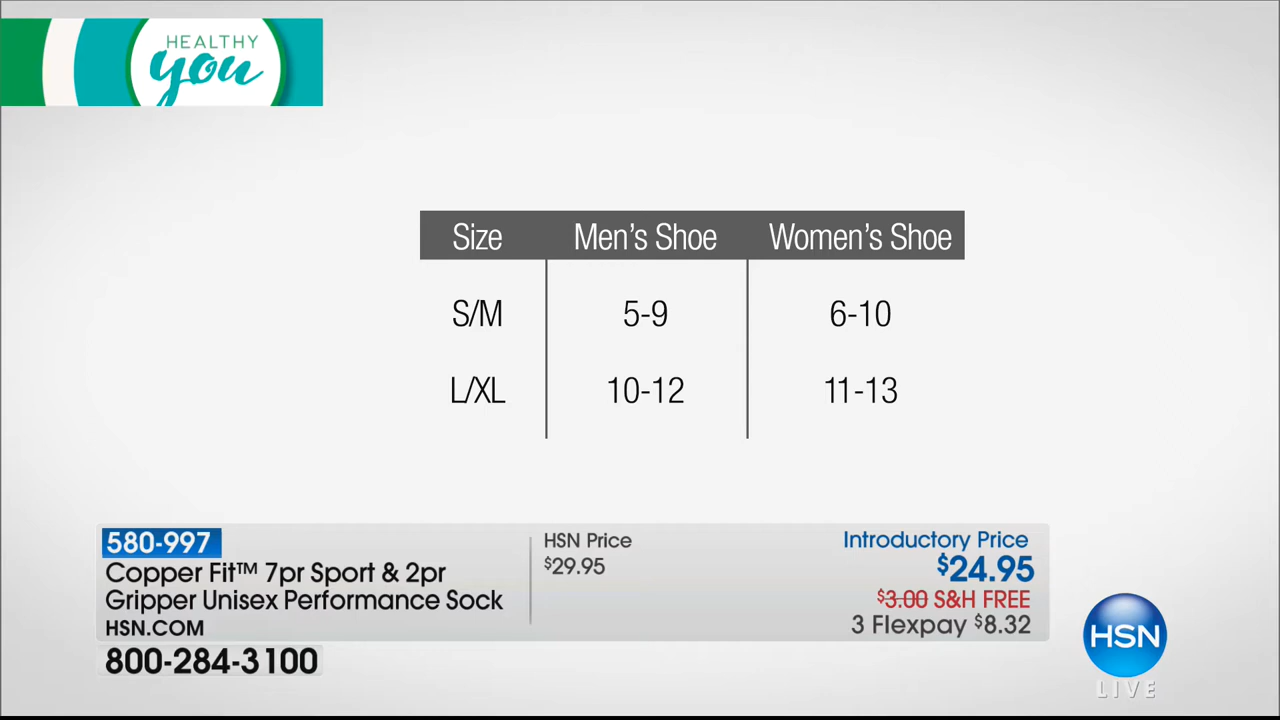 HEALTHY
you
Size Men's Shoe Women's Shoe
S/M 5-9 6-10
L/XL 10-12 11-13
580-997
Copper Fit™ 7pr Sport & 2pr
Gripper Unisex Performance Sock
HSN.COM
800-284-3100
HSN Price
$29.95
Introductory Price
$24.95
$3.00 S&H FREE
3 Flexpay $8.32
HSN
LIVE